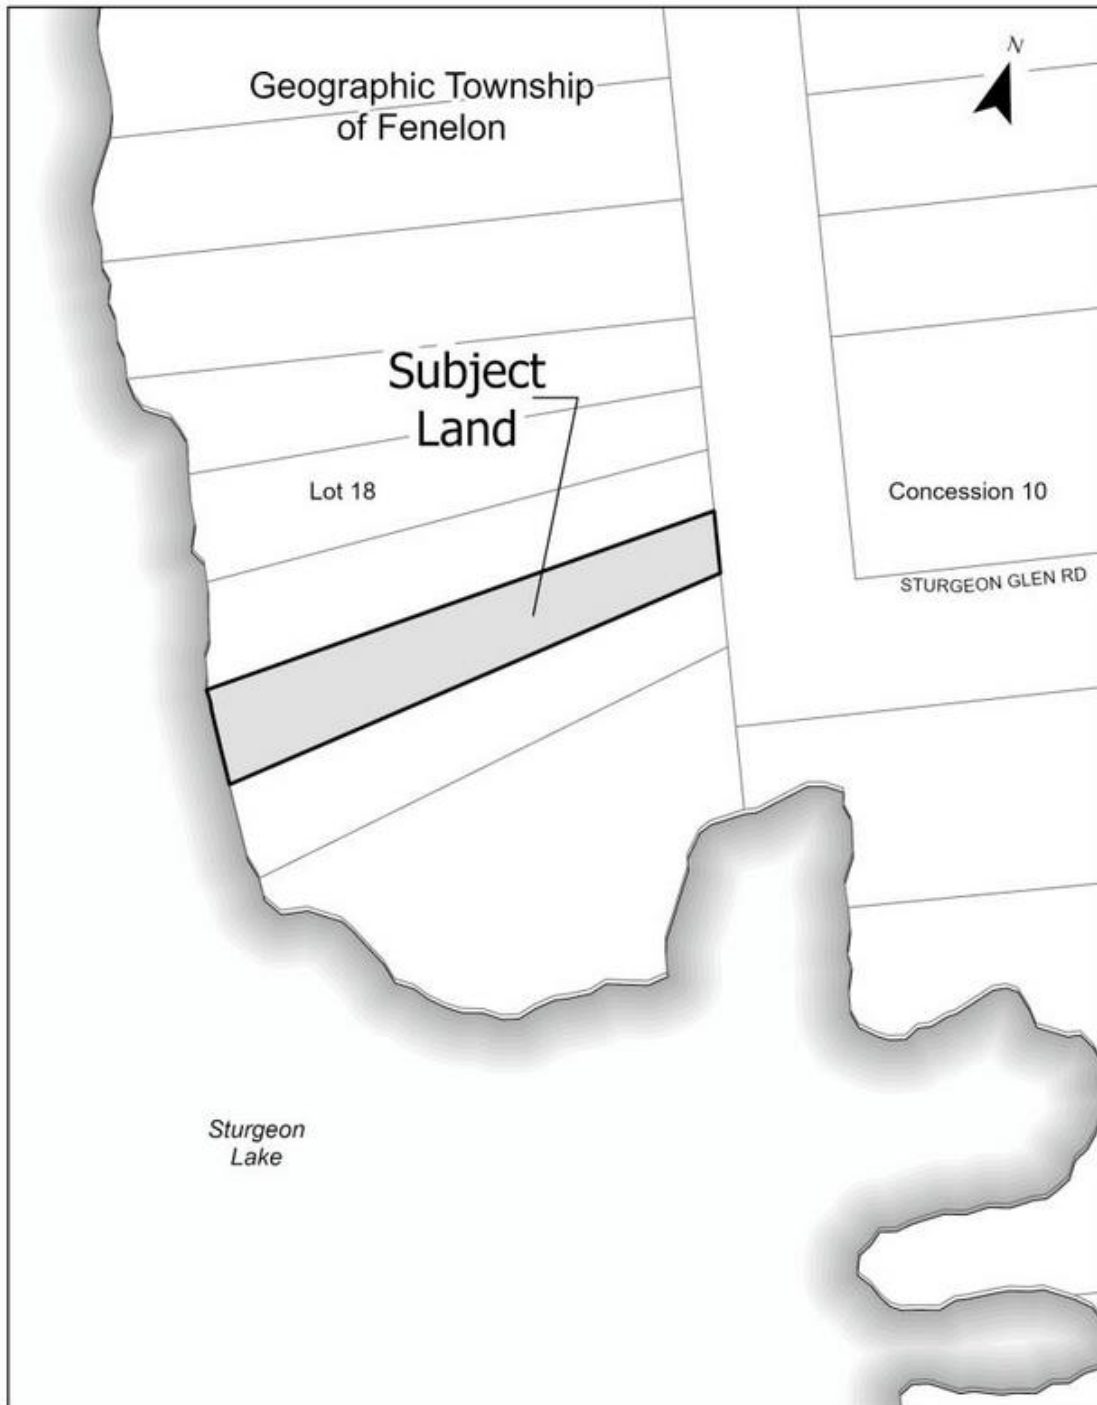 N
Geographic Township
of Fenelon
Subject
Land
Lot 18
Concession 10
STURGEON GLEN RD
Sturgeon
Lake